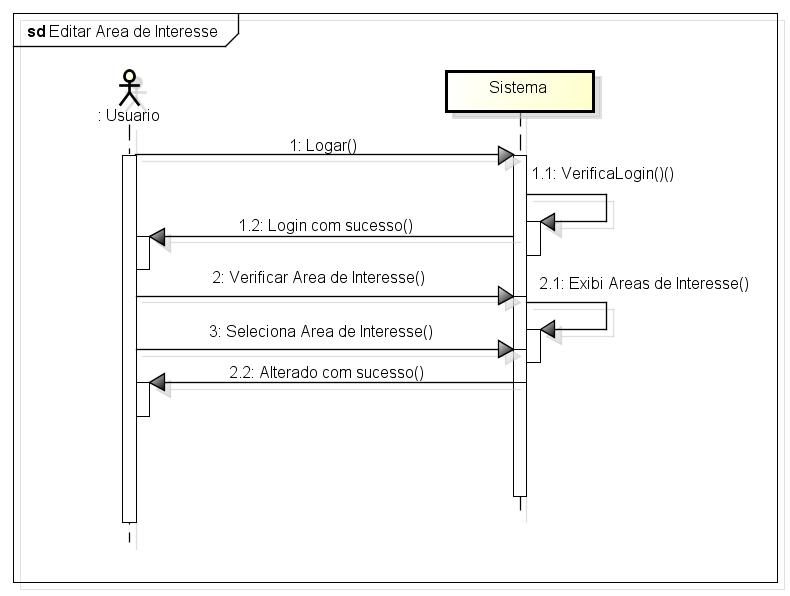 sd Editar Area de Interesse
: Usuario
Sistema
1: Logar()
1.1: VerificaLogin()()
1.2: Login com sucesso()
2: Verificar Area de Interesse()
2.1: Exibi Areas de Interesse()
3: Seleciona Area de Interesse()
2.2: Alterado com sucesso()